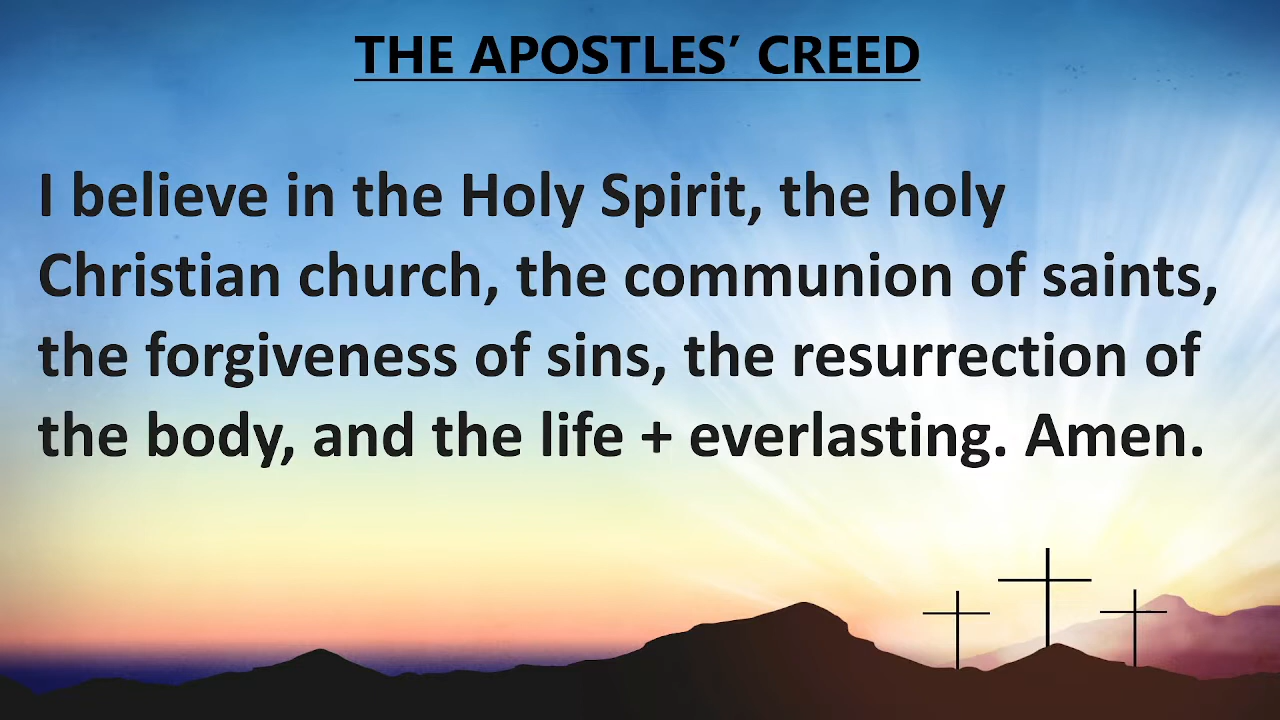 THE APOSTLES’ CREED
I believe in the Holy Spirit, the holy
Christian church, the communion of saints,
the forgiveness of sins, the resurrection of
the body, and the life + everlasting. Amen.